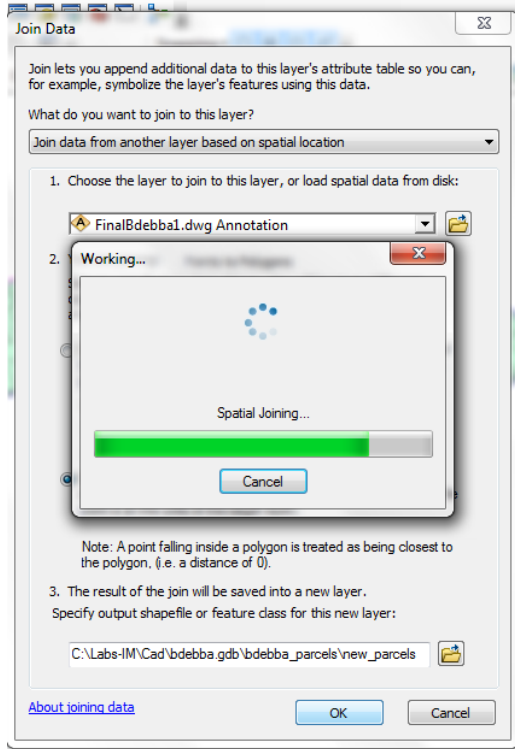 Join Data
Join lets you append additional data to this layer's attribute table so you can,
for example, symbolize the layer's features using this data.
What do you want to join to this layer?
Join data from another layer based on spatial location
1. Choose the layer to join to this layer, or load spatial data from disk:
FinalBdebba1.dwg Annotation
2.
Working...
Spatial Joining...
Cancel
Note: A point falling inside a polygon is treated as being closest to
the polygon, (i.e. a distance of 0).
3. The result of the join will be saved into a new layer.
Specify output shapefile or feature class for this new layer:
C:\Labs-IM\Cad\bdebba.gdb\bdebba_parcels\new_parcels
About joining data
OK
Cancel